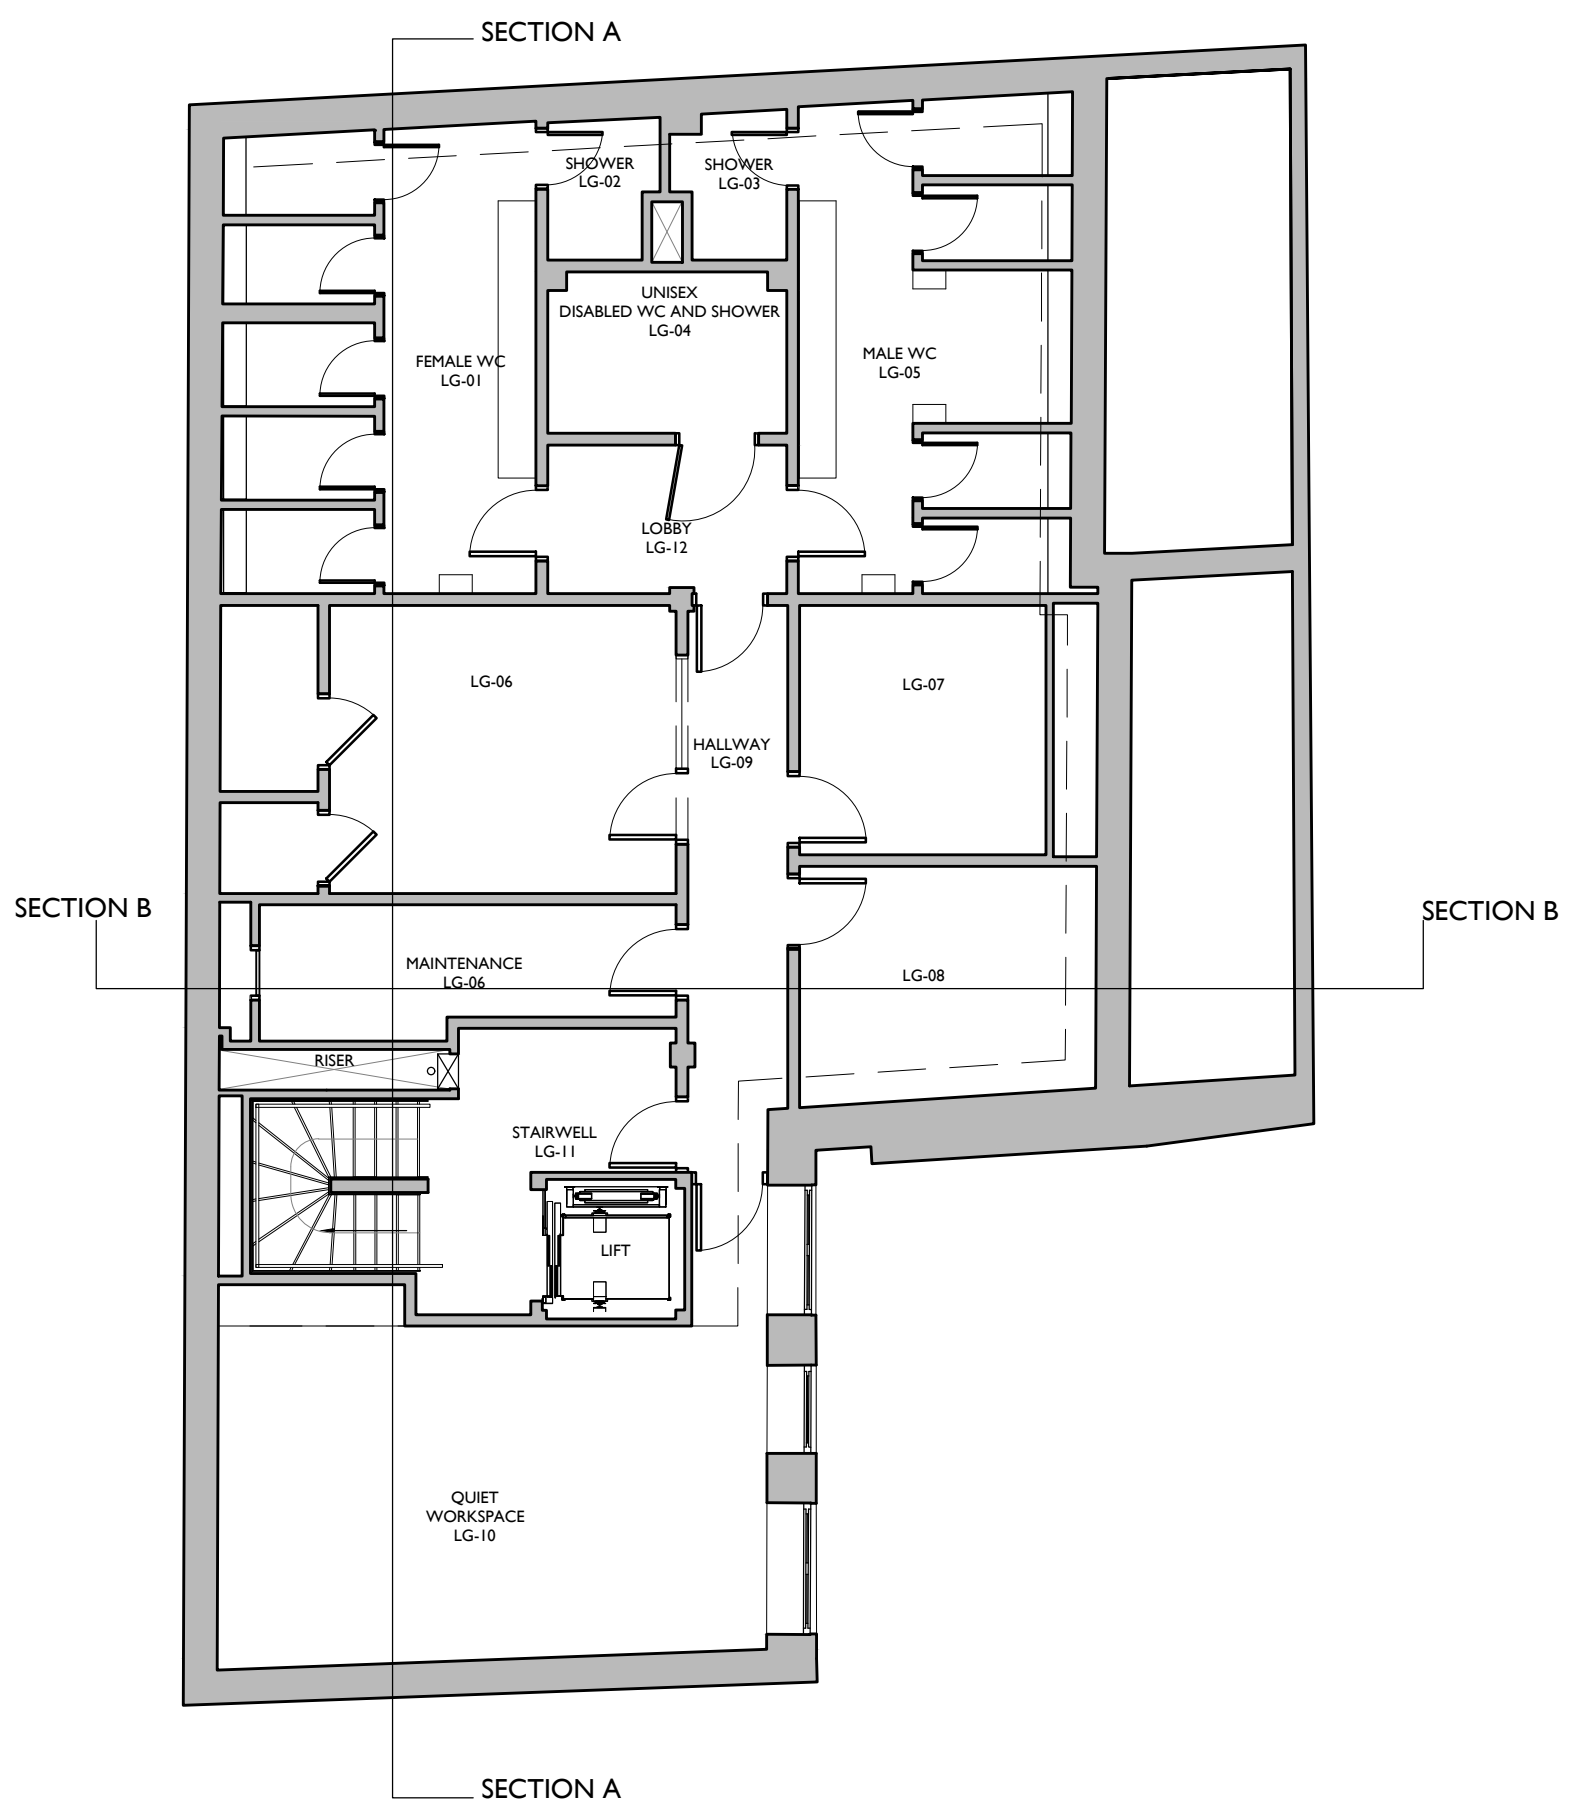 SECTION A
SHOWER
LG-02
SHOWER
LG-03
UNISEX
DISABLED WC AND SHOWER
LG-04
FEMALE WC
LG-01
MALE WC
LG-05
LOBBY
LG-12
LG-06
LG-07
HALLWAY
LG-09
SECTION B
SECTION B
MAINTENANCE
LG-06
LG-08
RISER
STAIRWELL
LG-11
LIFT
QUIET
WORKSPACE
LG-10
SECTION A